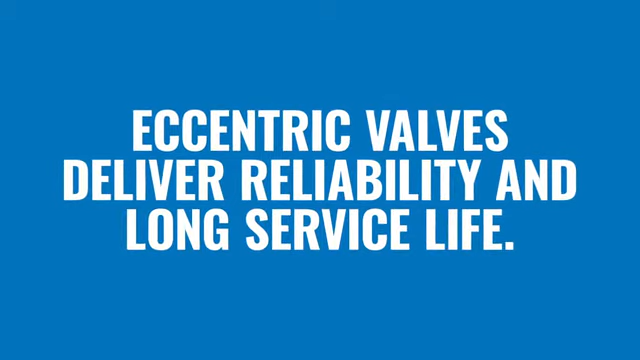 ECCENTRIC VALVES
DELIVER RELIABILITY AND
LONG SERVICE LIFE.